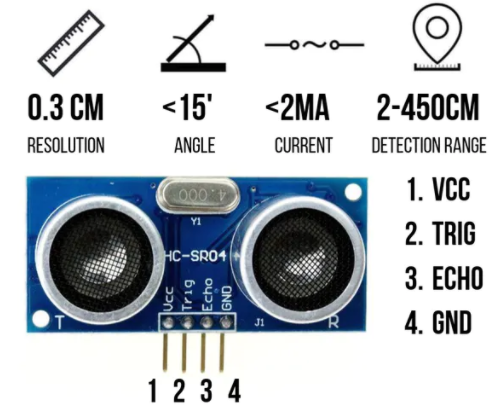 0.3 CM
<15'
<2MA
2-450CM
RESOLUTION
ANGLE
CURRENT
DETECTION RANGE
4.000
Y1
HC-SR04
Vcc
Trig
Echo
GND
T
J1
R
1 2 3 4
1. VCC
2. TRIG
3. ECHO
4. GND